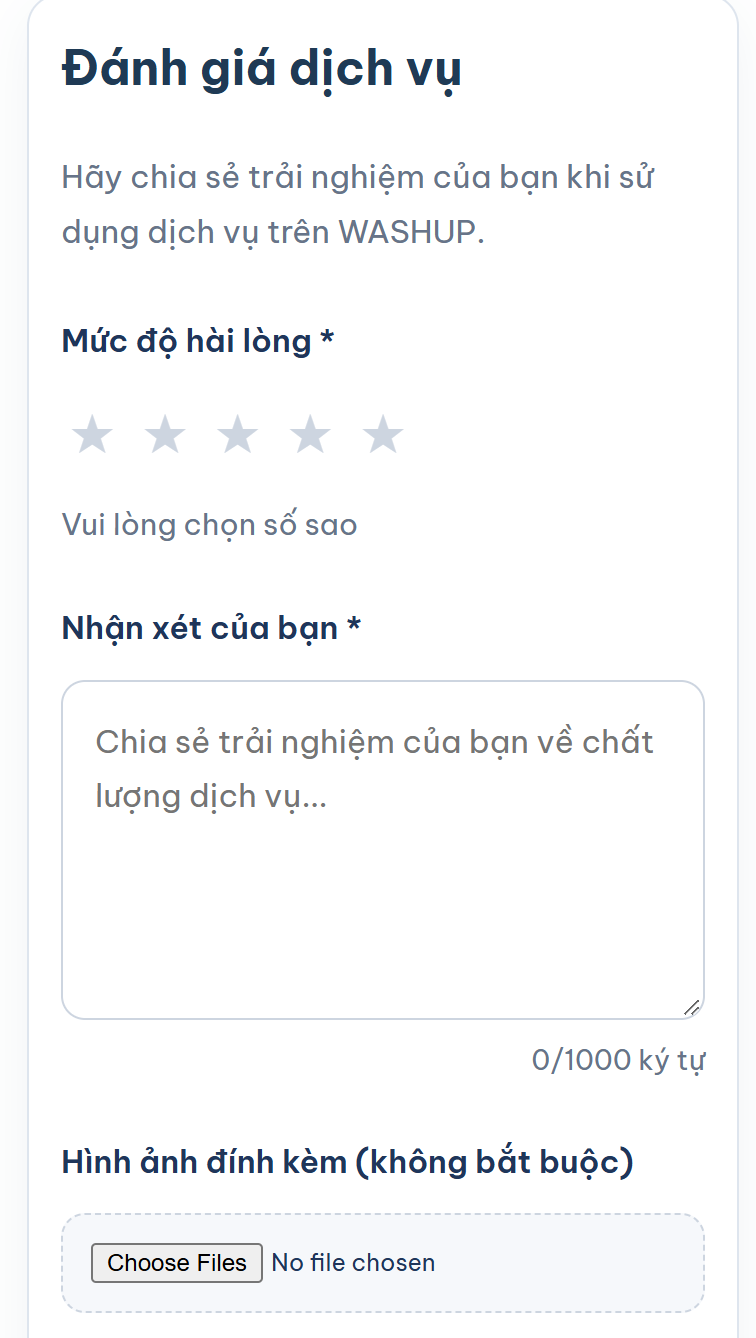 Đánh giá dịch vụ
Hãy chia sẻ trải nghiệm của bạn khi sử
dụng dịch vụ trên WASHUP.
Mức độ hài lòng *
★ ★ ★ ★ ★
Vui lòng chọn số sao
Nhận xét của bạn *
Chia sẻ trải nghiệm của bạn về chất
lượng dịch vụ...
0/1000 ký tự
Hình ảnh đính kèm (không bắt buộc)
Choose Files No file chosen